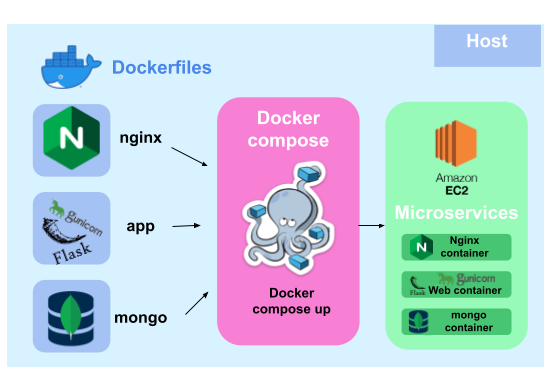 Host
Dockerfiles
nginx
gunicorn
Flask
app
mongo
Docker
compose
Docker
compose up
Amazon
EC2
Microservices
Nginx
container
gunicorn
Flask
Web container
mongo
container